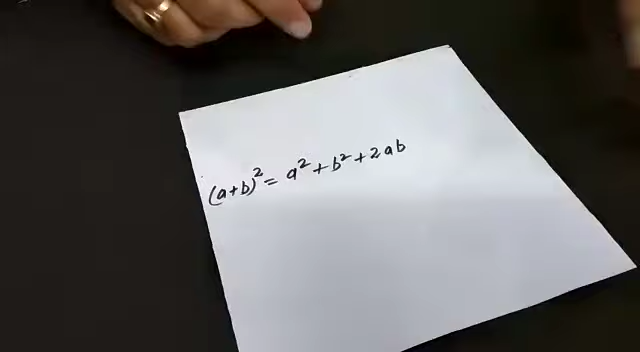 (a+b)² = a² + b² + 2ab